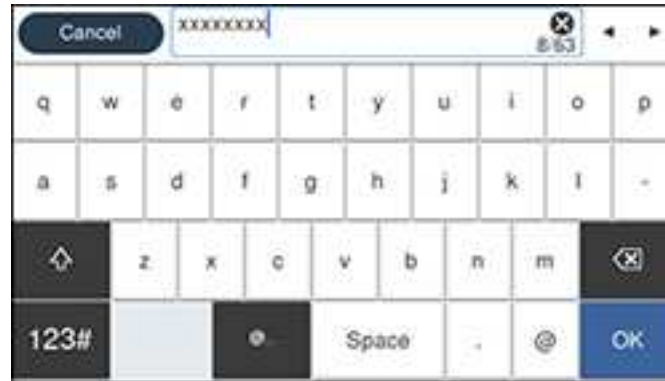 Cancel xxxxxxxx 8/63
q w e r t y u i o p
a s d f g h j k l -
z x c v b n m
123# @... Space . @ OK